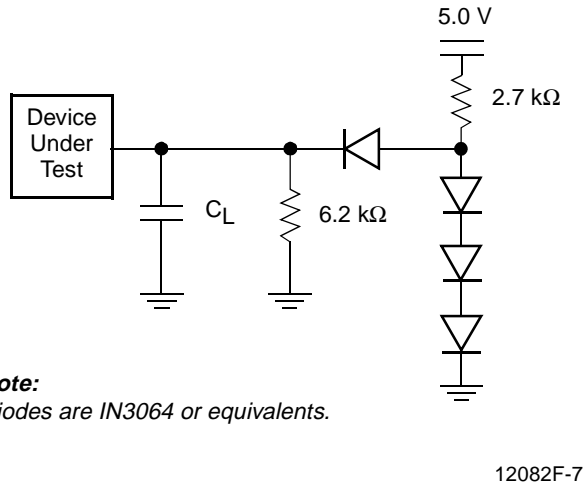 5.0 V
2.7 kΩ
Device
Under
Test
CL
6.2 kΩ
ote:
iodes are IN3064 or equivalents.
12082F-7